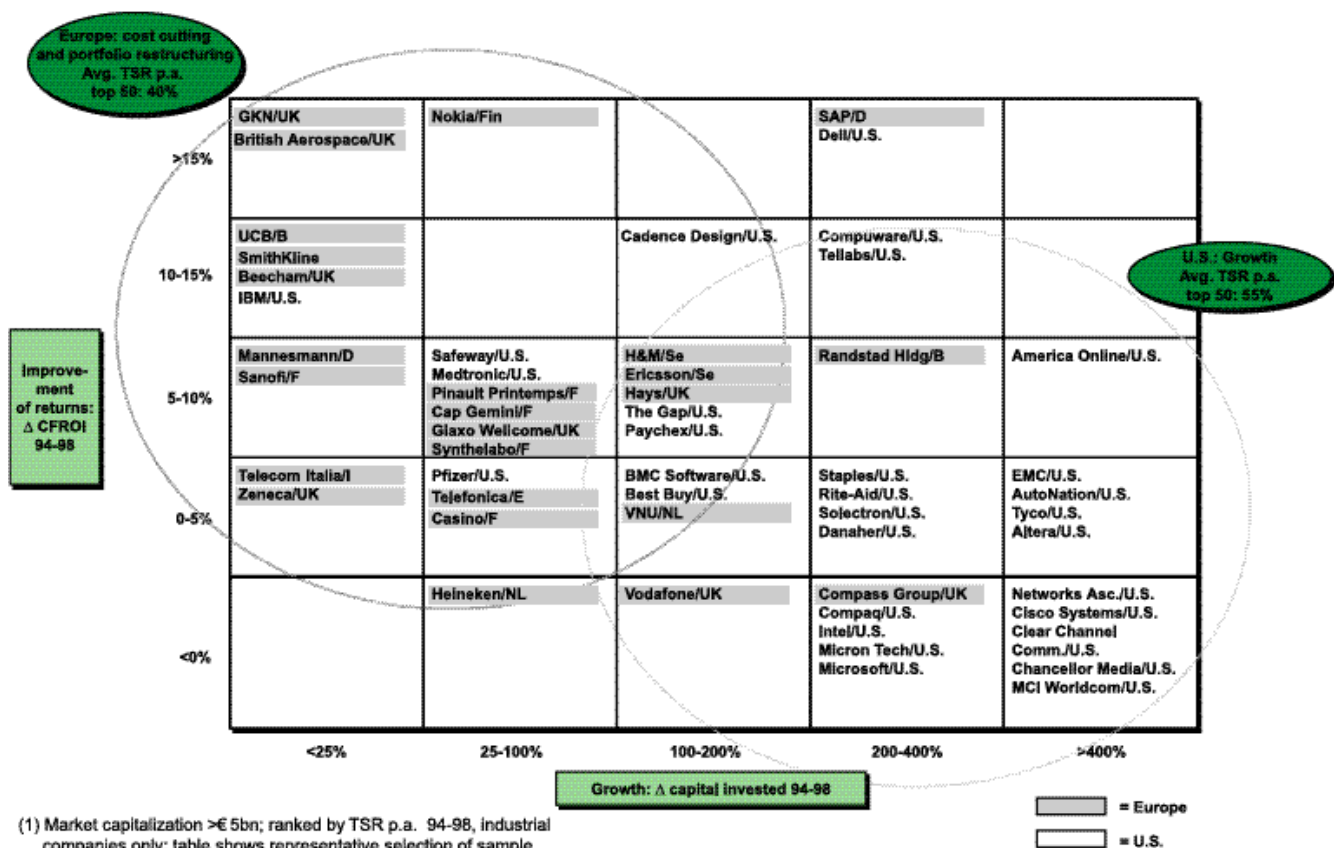 Europe: cost cutting
and portfolio restructuring
Avg. TSR p.a.
top 50: 40%
GKN/UK
British Aerospace/UK
Nokia/Fin
SAP/D
Dell/U.S.
>15%
UCB/B
SmithKline
Beecham/UK
IBM/U.S.
Cadence Design/U.S.
Compuware/U.S.
Tellabs/U.S.
10-15%
U.S.: Growth
Avg. TSR p.s.
top 50: 55%
Improve-
ment
of returns:
Δ CFROI
94-98
Mannesmann/D
Sanofi/F
Safeway/U.S.
Medtronic/U.S.
Pinault Printemps/F
Cap Gemini/F
Glaxo Wellcome/UK
Synthelabo/F
H&M/Se
Ericsson/Se
Hays/UK
The Gap/U.S.
Paychex/U.S.
Randstad Hldg/B
America Online/U.S.
5-10%
Telecom Italia/I
Zeneca/UK
Pfizer/U.S.
Telefonica/E
Casino/F
BMC Software/U.S.
Best Buy/U.S.
VNU/NL
Staples/U.S.
Rite-Aid/U.S.
Solectron/U.S.
Danaher/U.S.
EMC/U.S.
AutoNation/U.S.
Tyco/U.S.
Altera/U.S.
0-5%
Heineken/NL
Vodafone/UK
Compass Group/UK
Compaq/U.S.
Intel/U.S.
Micron Tech/U.S.
Microsoft/U.S.
Networks Asc./U.S.
Cisco Systems/U.S.
Clear Channel
Comm./U.S.
Chancellor Media/U.S.
MCI Worldcom/U.S.
<0%
<25%
25-100%
100-200%
200-400%
>400%
Growth: Δ capital invested 94-98
= Europe
= U.S.
(1) Market capitalization >€ 5bn; ranked by TSR p.a. 94-98, industrial
companies only; table shows representative selection of sample